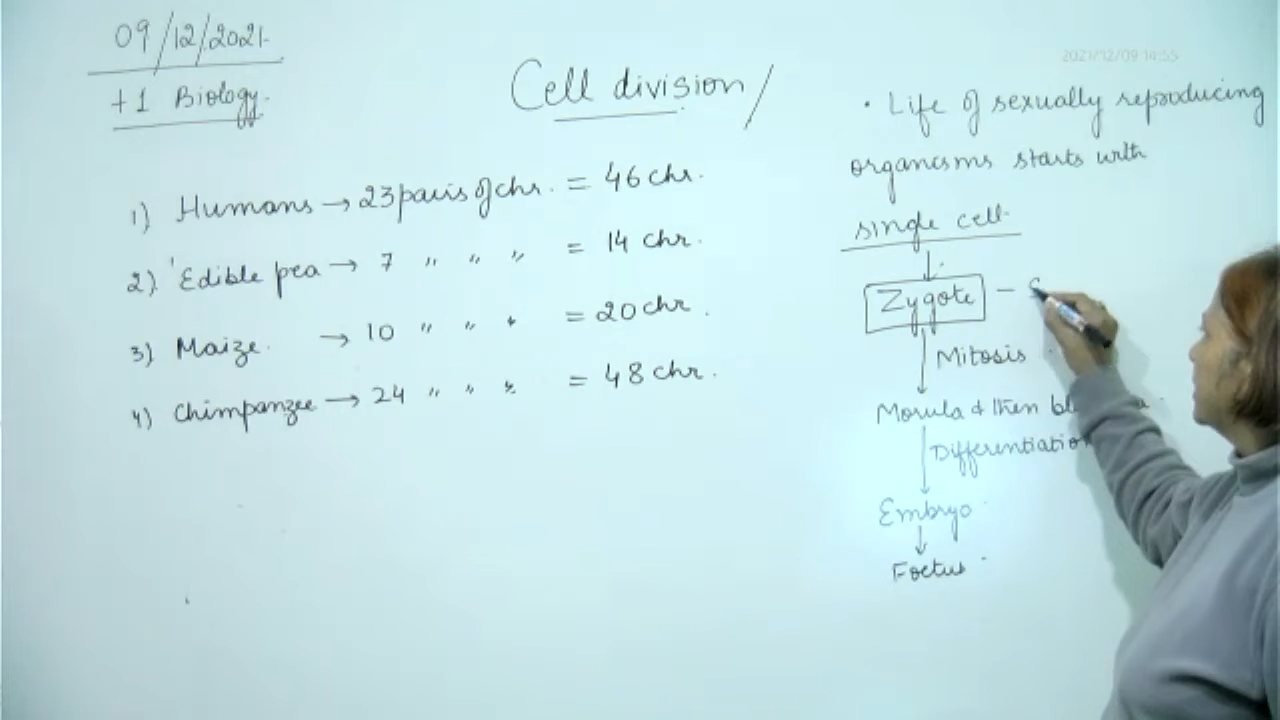 09/12/2021
+1 Biology.
Cell division
1) Humans → 23 pairs of chr. = 46 chr.
2) Edible pea → 7 " " " = 14 chr.
3) Maize. → 10 " " " = 20 chr.
4) Chimpanzee → 24 " " " = 48 chr.
2021/12/09 14:55
• Life of sexually reproducing
organisms starts with
single cell.
↓
Zygote –
↓ Mitosis
Morula & then
↓ Differentiation
Embryo
↓
Foetus